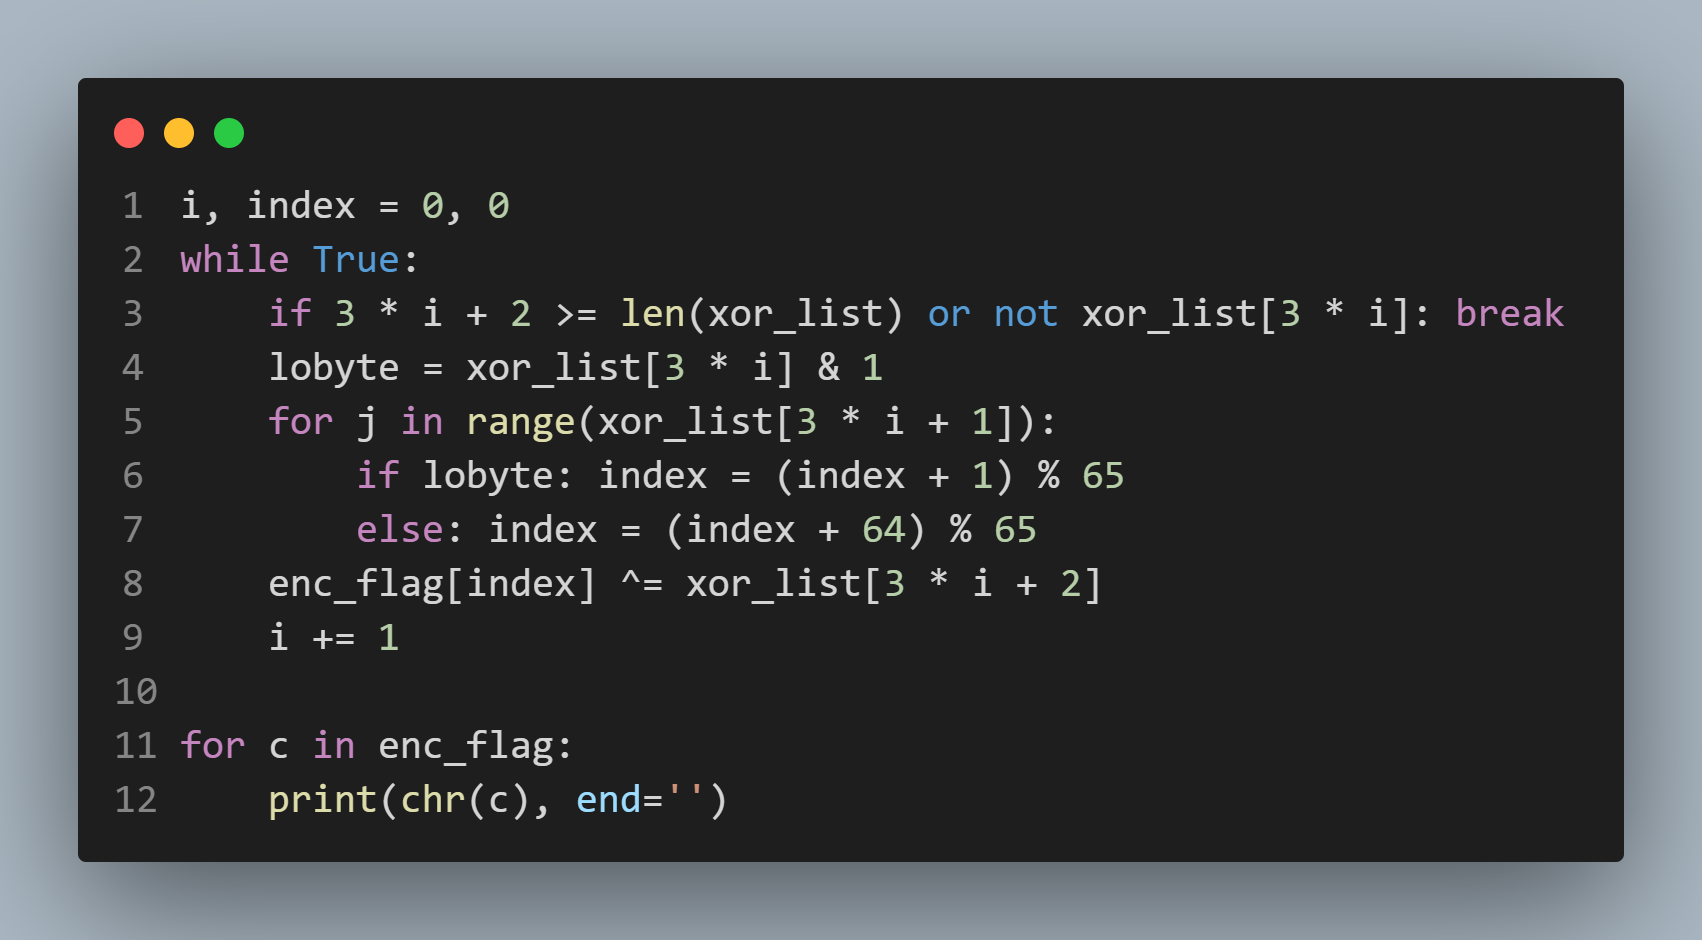 1 i, index = 0, 0
2 while True:
3     if 3 * i + 2 >= len(xor_list) or not xor_list[3 * i]: break
4     lobyte = xor_list[3 * i] & 1
5     for j in range(xor_list[3 * i + 1]):
6         if lobyte: index = (index + 1) % 65
7         else: index = (index + 64) % 65
8     enc_flag[index] ^= xor_list[3 * i + 2]
9     i += 1
10
11 for c in enc_flag:
12     print(chr(c), end='')